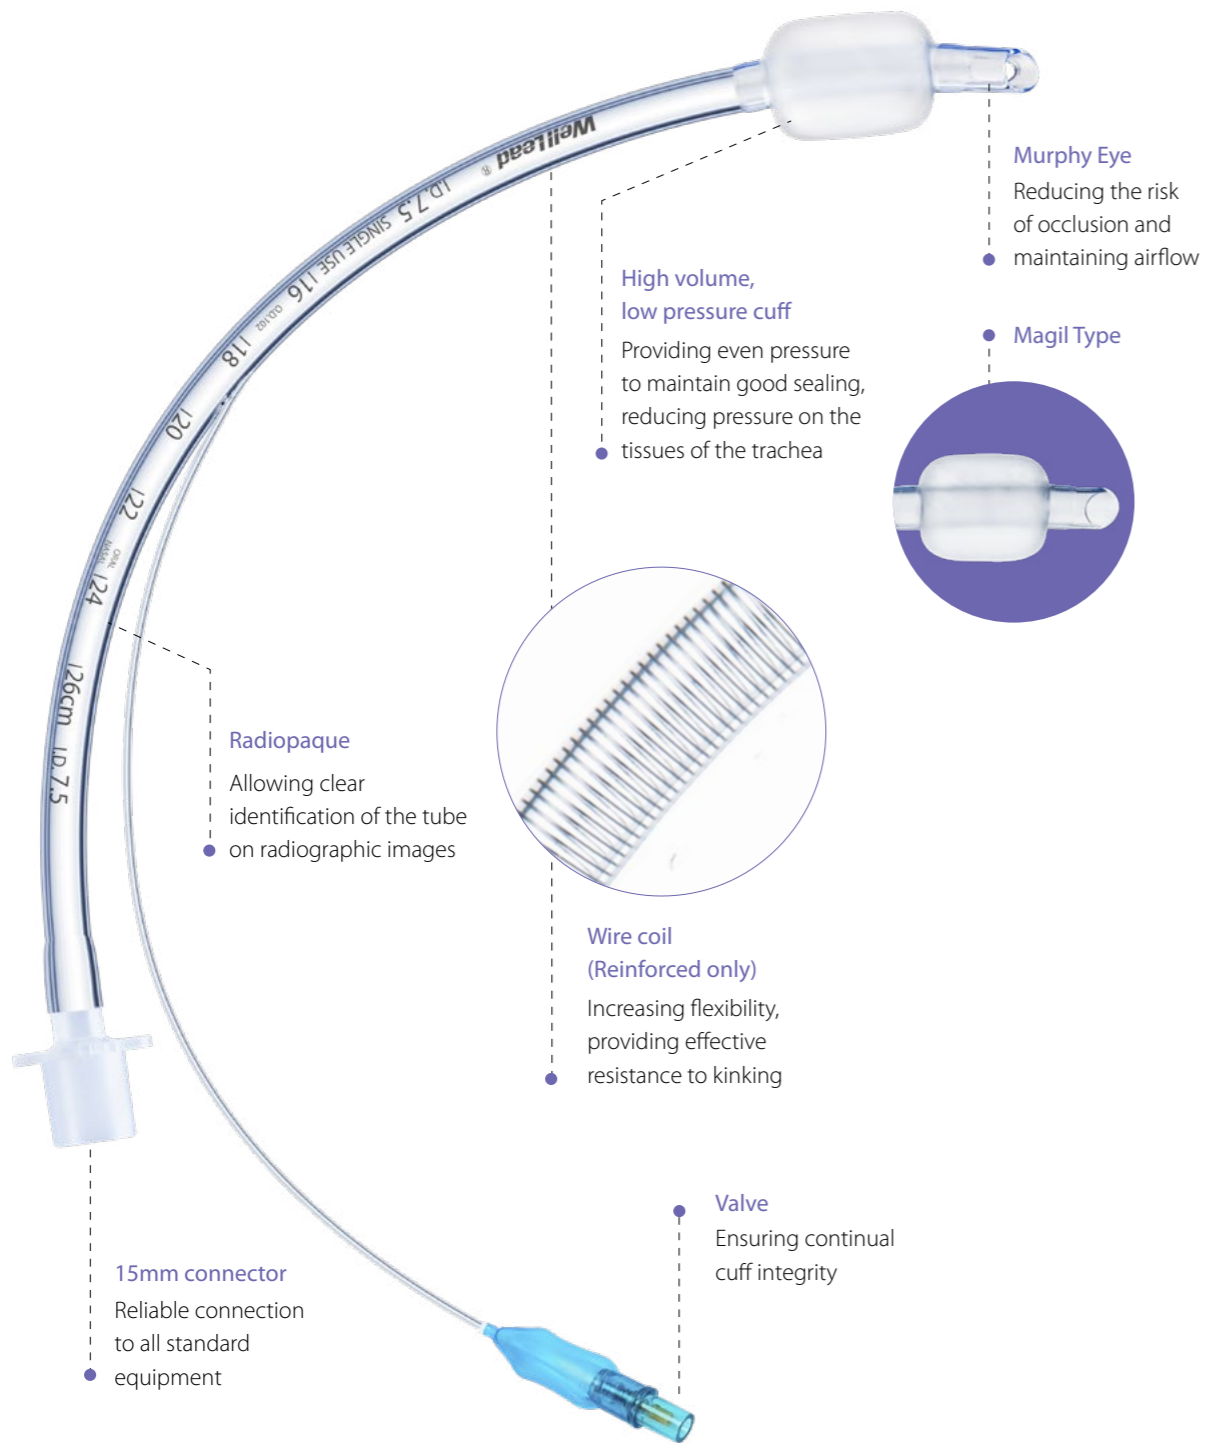 WellLead ®
I.D.7.5
SINGLE USE
16
O.D.10.2
18
20
22
ORAL
NASAL
24
26cm
I.D.7.5
Murphy Eye
Reducing the risk
of occlusion and
maintaining airflow
High volume,
low pressure cuff
Providing even pressure
to maintain good sealing,
reducing pressure on the
tissues of the trachea
Magil Type
Radiopaque
Allowing clear
identification of the tube
on radiographic images
Wire coil
(Reinforced only)
Increasing flexibility,
providing effective
resistance to kinking
Valve
Ensuring continual
cuff integrity
15mm connector
Reliable connection
to all standard
equipment